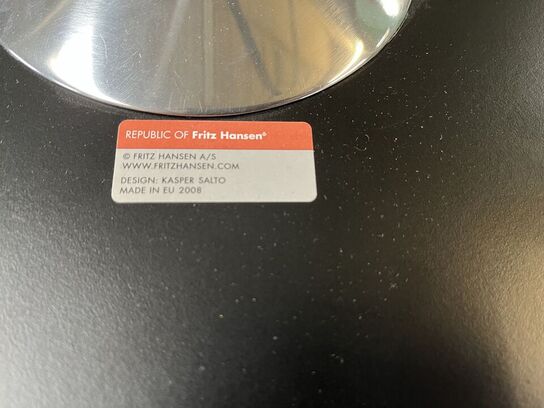 REPUBLIC OF Fritz Hansen®
© FRITZ HANSEN A/S
WWW.FRITZHANSEN.COM
DESIGN: KASPER SALTO
MADE IN EU 2008